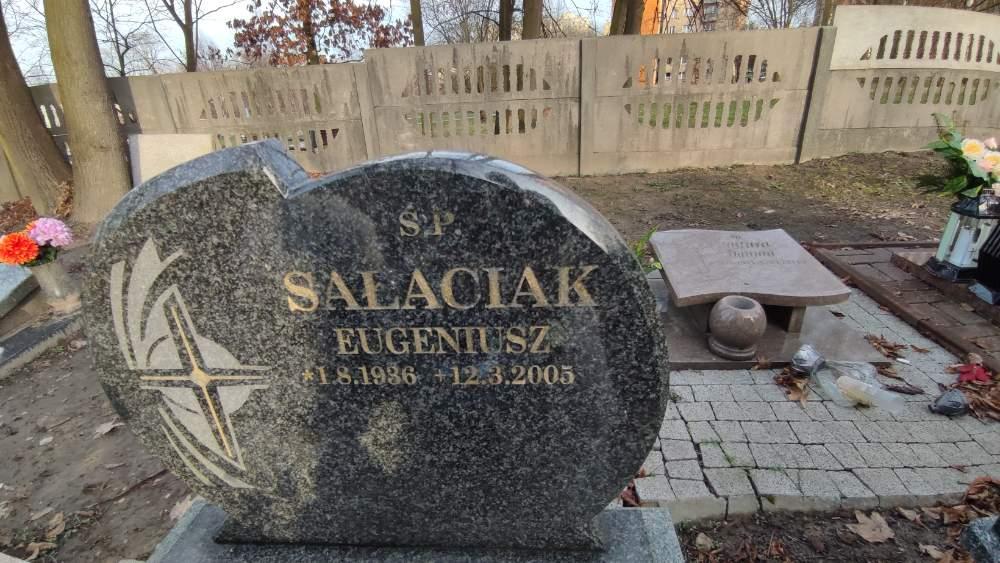 Ś.P.
SAŁACIAK
EUGENIUSZ
*1.8.1936 +12.3.2005